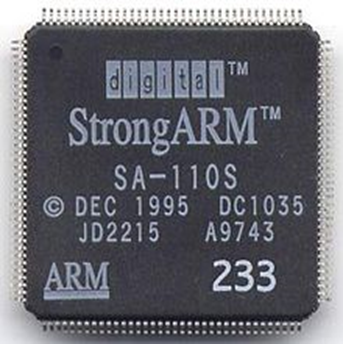 digital™
StrongARM™
SA-110S
© DEC 1995 DC1035
JD2215 A9743
ARM 233